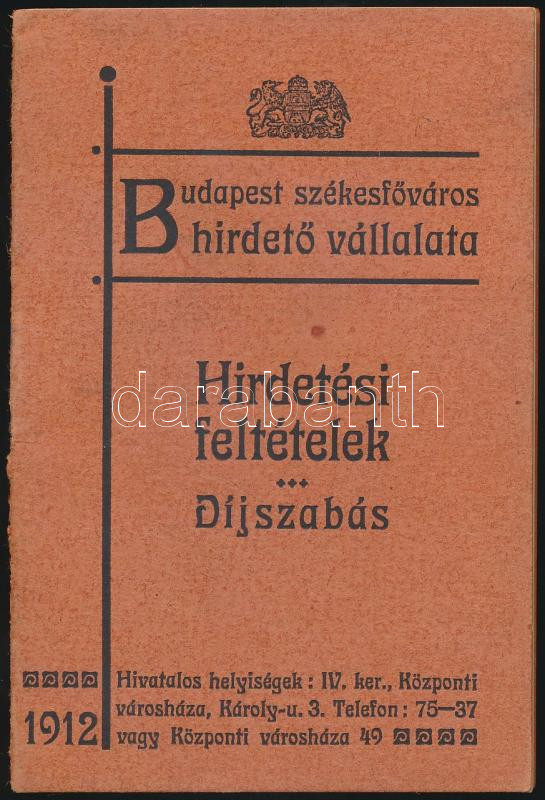 Budapest székesfőváros
hirdető vállalata
Hirdetési
feltételek
Díjszabás
darabanth
Hivatalos helyiségek : IV. ker., Központi
városháza, Károly-u. 3. Telefon : 75—37
vagy Központi városháza 49
1912